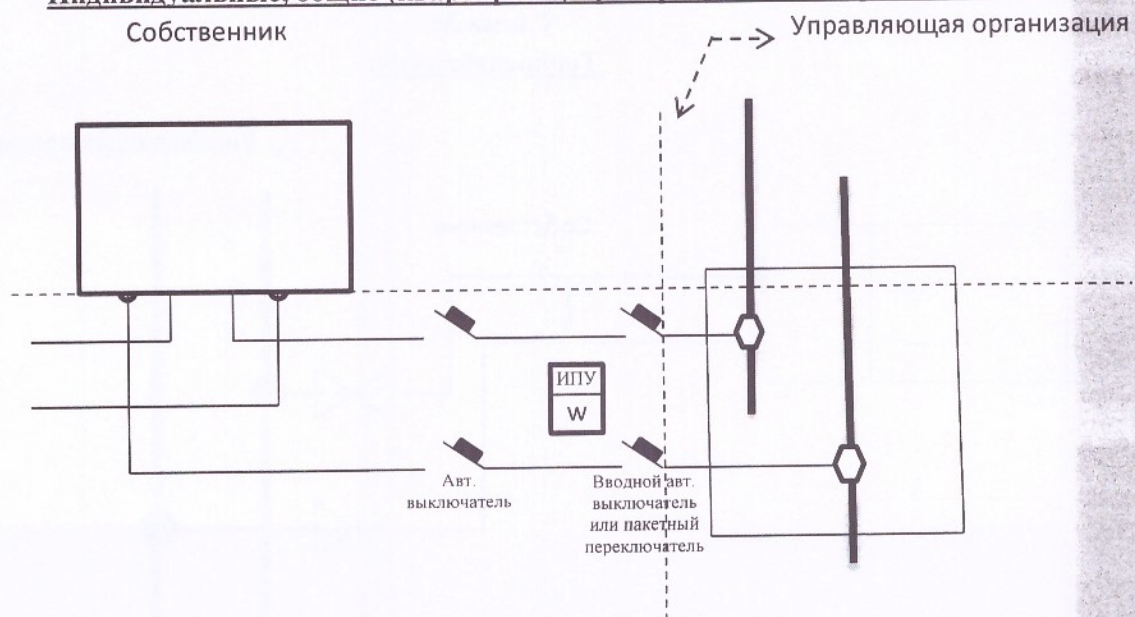 Собственник
Управляющая организация
ИПУ
W
Авт.
выключатель
Вводной авт.
выключатель
или пакетный
переключатель